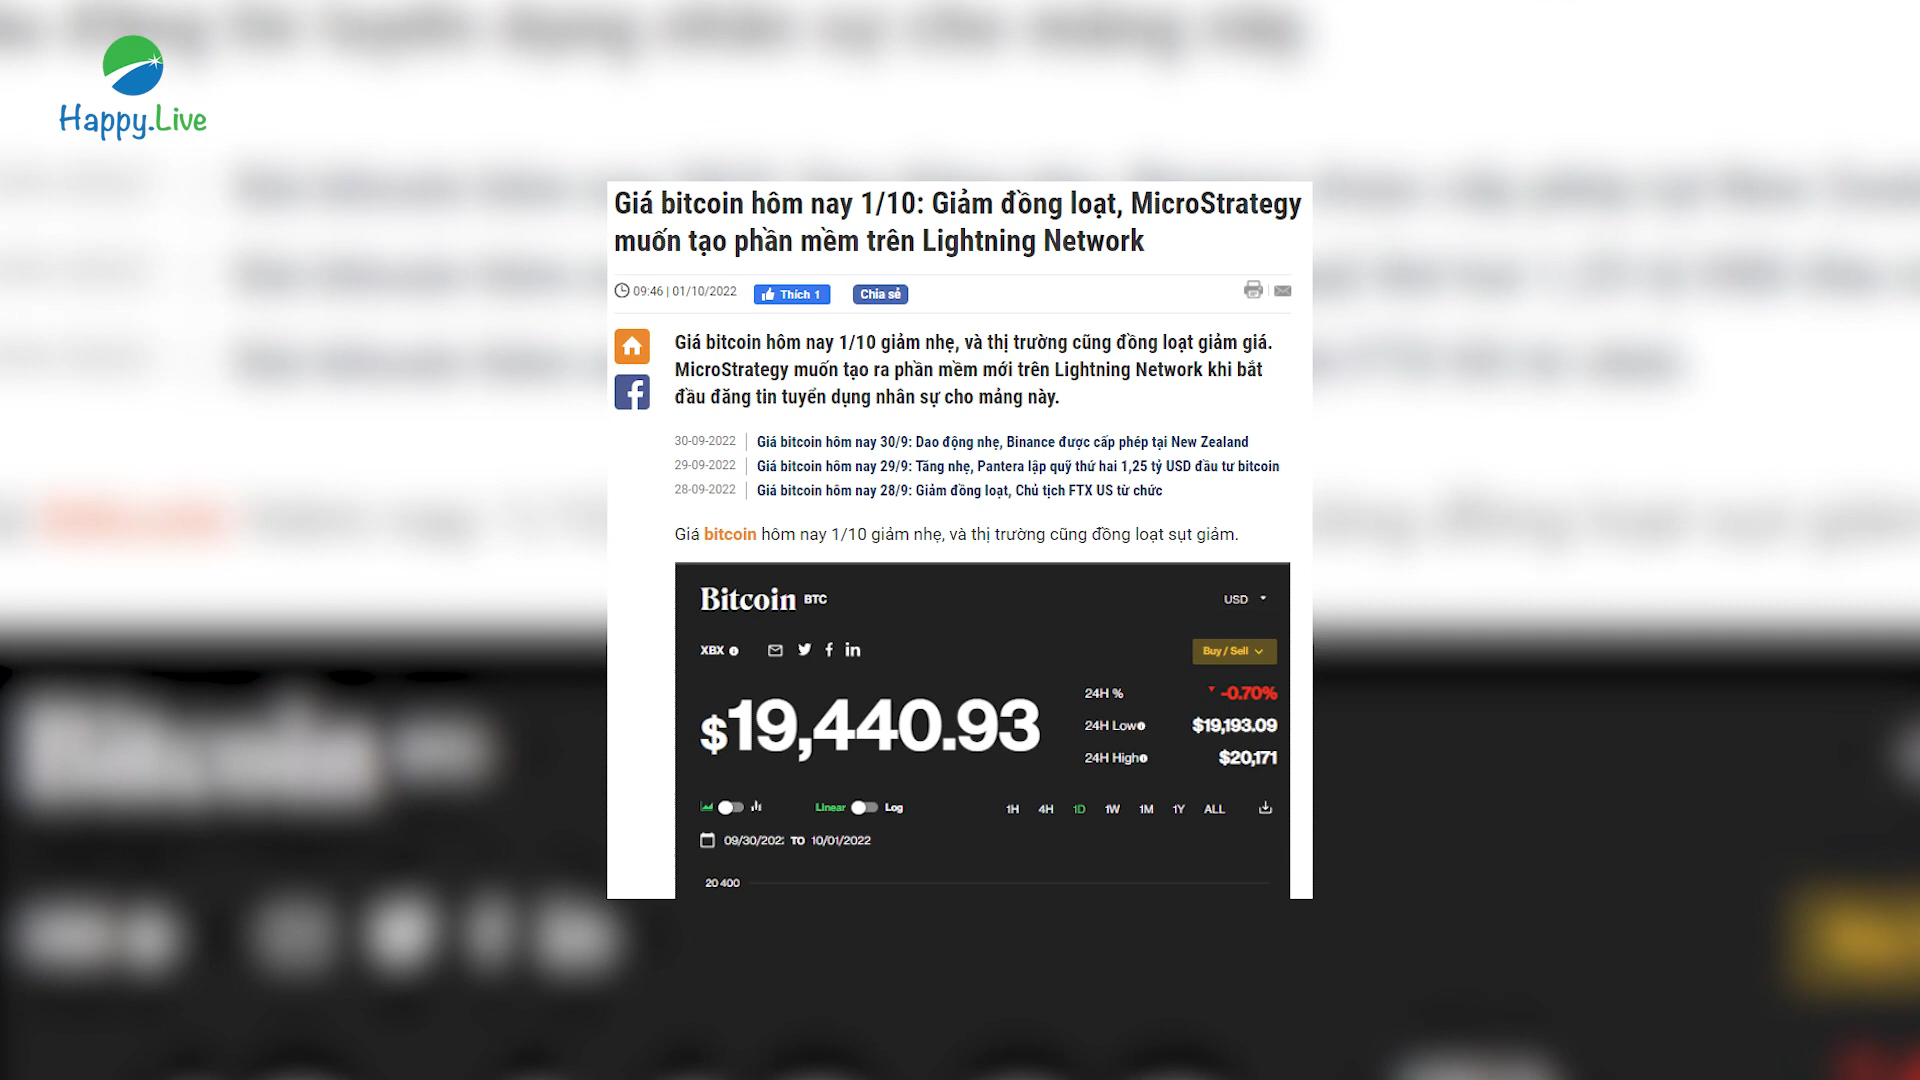 Happy.Live
Giá bitcoin hôm nay 1/10: Giảm đồng loạt, MicroStrategy
muốn tạo phần mềm trên Lightning Network
09:46 | 01/10/2022 Thích 1 Chia sẻ
Giá bitcoin hôm nay 1/10 giảm nhẹ, và thị trường cũng đồng loạt giảm giá.
MicroStrategy muốn tạo ra phần mềm mới trên Lightning Network khi bắt
đầu đăng tin tuyển dụng nhân sự cho mảng này.
30-09-2022 Giá bitcoin hôm nay 30/9: Dao động nhẹ, Binance được cấp phép tại New Zealand
29-09-2022 Giá bitcoin hôm nay 29/9: Tăng nhẹ, Pantera lập quỹ thứ hai 1,25 tỷ USD đầu tư bitcoin
28-09-2022 Giá bitcoin hôm nay 28/9: Giảm đồng loạt, Chủ tịch FTX US từ chức
Giá bitcoin hôm nay 1/10 giảm nhẹ, và thị trường cũng đồng loạt sụt giảm.
Bitcoin BTC USD
XBX Buy / Sell
$19,440.93
24H % -0.70%
24H Low $19,193.09
24H High $20,171
Linear Log 1H 4H 1D 1W 1M 1Y ALL
09/30/202 TO 10/01/2022
20 400